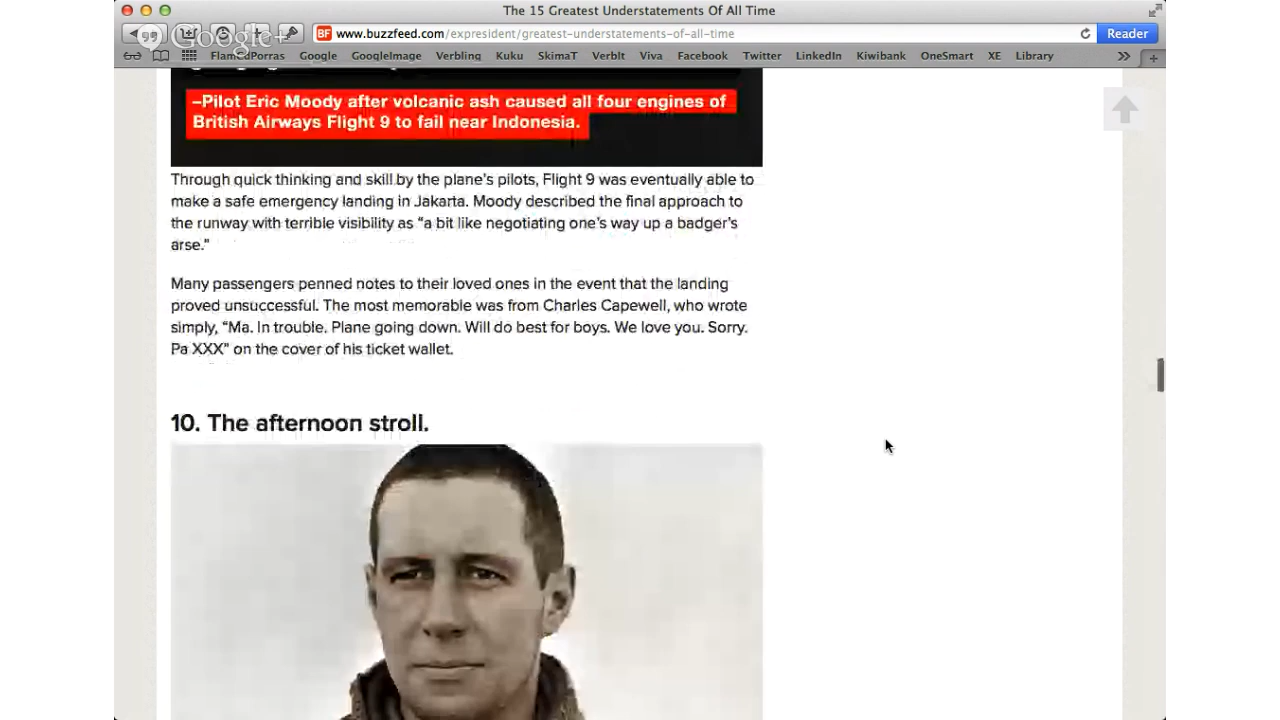 The 15 Greatest Understatements Of All Time
Google+
www.buzzfeed.com/expresident/greatest-understatements-of-all-time
Reader
FlamCdPorras Google GoogleImage Verbling Kuku SkimaT VerbIt Viva Facebook Twitter LinkedIn Kiwibank OneSmart XE Library
–Pilot Eric Moody after volcanic ash caused all four engines of
British Airways Flight 9 to fail near Indonesia.
Through quick thinking and skill by the plane's pilots, Flight 9 was eventually able to
make a safe emergency landing in Jakarta. Moody described the final approach to
the runway with terrible visibility as “a bit like negotiating one's way up a badger's
arse.”
Many passengers penned notes to their loved ones in the event that the landing
proved unsuccessful. The most memorable was from Charles Capewell, who wrote
simply, “Ma. In trouble. Plane going down. Will do best for boys. We love you. Sorry.
Pa XXX” on the cover of his ticket wallet.
10. The afternoon stroll.